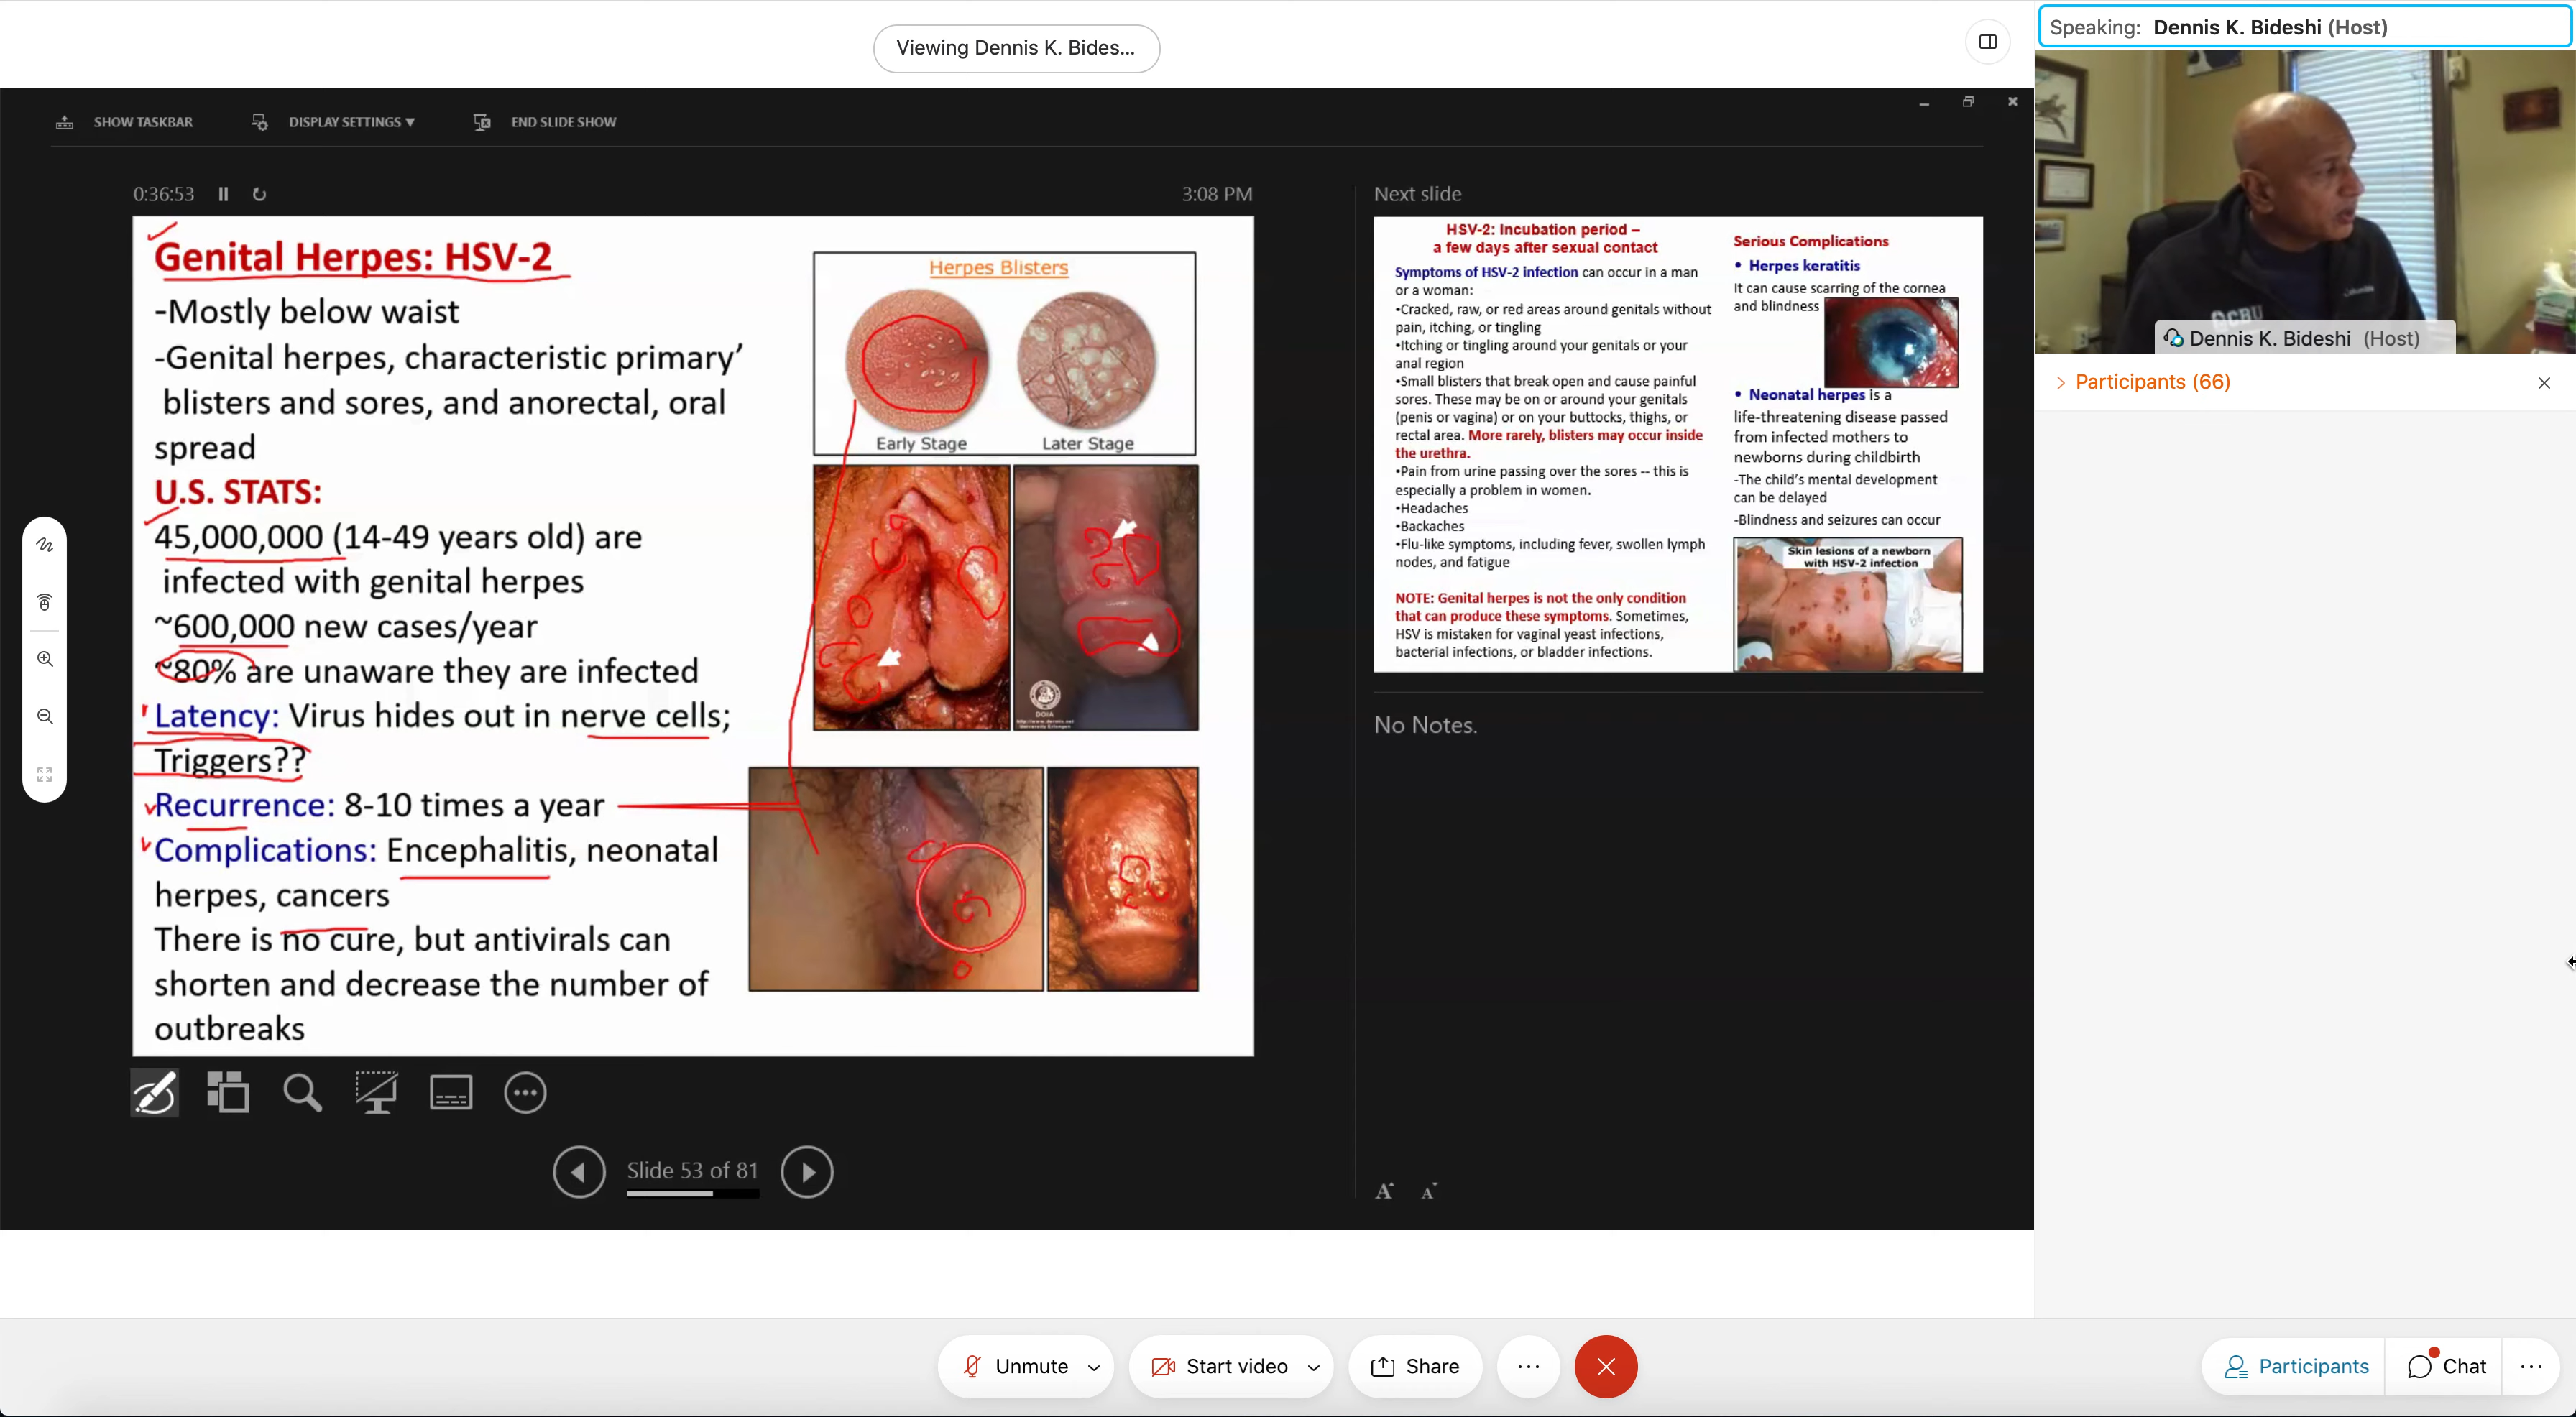 Viewing Dennis K. Bides...
Speaking: Dennis K. Bideshi (Host)
SHOW TASKBAR
DISPLAY SETTINGS ▼
END SLIDE SHOW
0:36:53
3:08 PM
Genital Herpes: HSV-2
-Mostly below waist
-Genital herpes, characteristic primary’
blisters and sores, and anorectal, oral
spread
U.S. STATS:
45,000,000 (14-49 years old) are
infected with genital herpes
~600,000 new cases/year
~80% are unaware they are infected
Latency: Virus hides out in nerve cells;
Triggers??
Recurrence: 8-10 times a year
Complications: Encephalitis, neonatal
herpes, cancers
There is no cure, but antivirals can
shorten and decrease the number of
outbreaks
Herpes Blisters
Early Stage
Later Stage
DOIA
Slide 53 of 81
Next slide
HSV-2: Incubation period –
a few days after sexual contact
Symptoms of HSV-2 infection can occur in a man
or a woman:
•Cracked, raw, or red areas around genitals without
pain, itching, or tingling
•Itching or tingling around your genitals or your
anal region
•Small blisters that break open and cause painful
sores. These may be on or around your genitals
(penis or vagina) or on your buttocks, thighs, or
rectal area. More rarely, blisters may occur inside
the urethra.
•Pain from urine passing over the sores -- this is
especially a problem in women.
•Headaches
•Backaches
•Flu-like symptoms, including fever, swollen lymph
nodes, and fatigue
NOTE: Genital herpes is not the only condition
that can produce these symptoms. Sometimes,
HSV is mistaken for vaginal yeast infections,
bacterial infections, or bladder infections.
Serious Complications
• Herpes keratitis
It can cause scarring of the cornea
and blindness
• Neonatal herpes is a
life-threatening disease passed
from infected mothers to
newborns during childbirth
-The child’s mental development
can be delayed
-Blindness and seizures can occur
Skin lesions of a newborn
with HSV-2 infection
No Notes.
A A
CBU
Columbia
Dennis K. Bideshi (Host)
Participants (66)
Unmute
Start video
Share
Participants
Chat